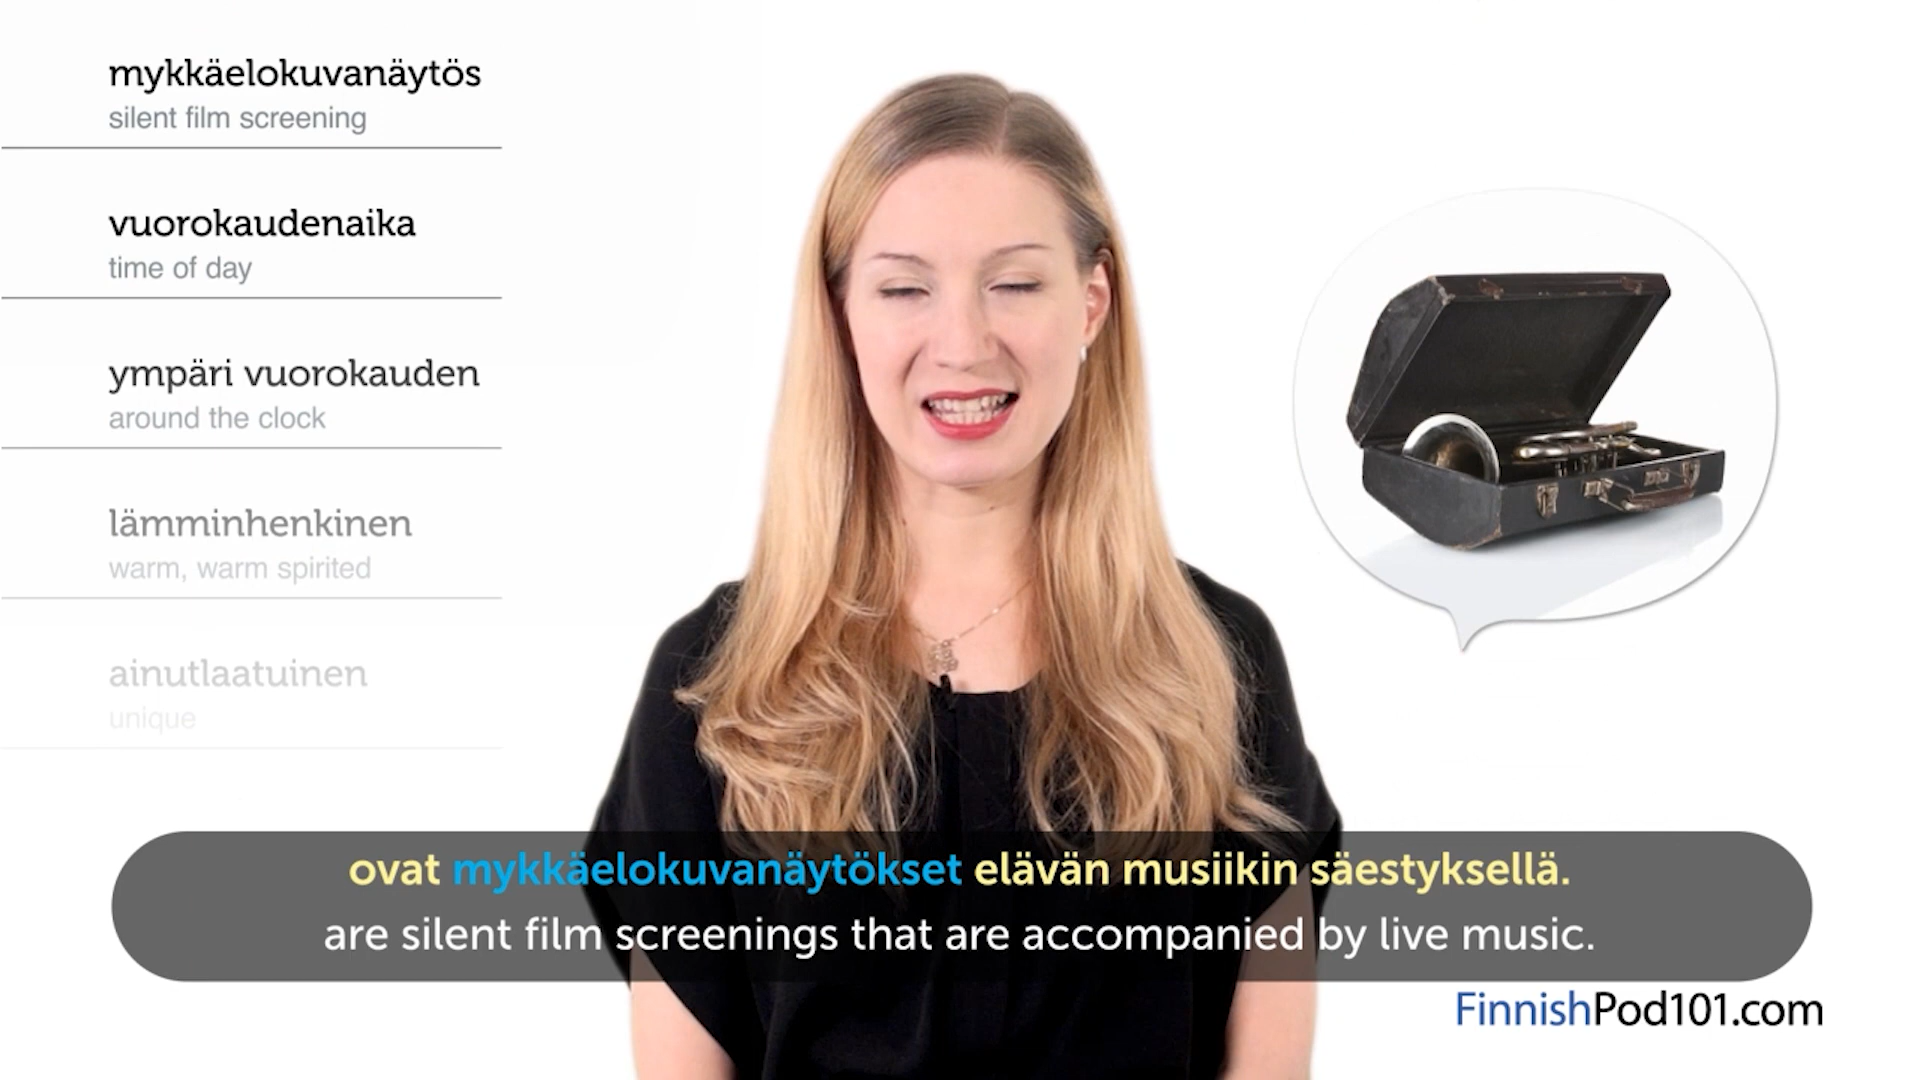 mykkäelokuvanäytös
silent film screening
vuorokaudenaika
time of day
ympäri vuorokauden
around the clock
lämminhenkinen
warm, warm spirited
ainutlaatuinen
unique
ovat mykkäelokuvanäytökset elävän musiikin säestyksellä.
are silent film screenings that are accompanied by live music.
FinnishPod101.com